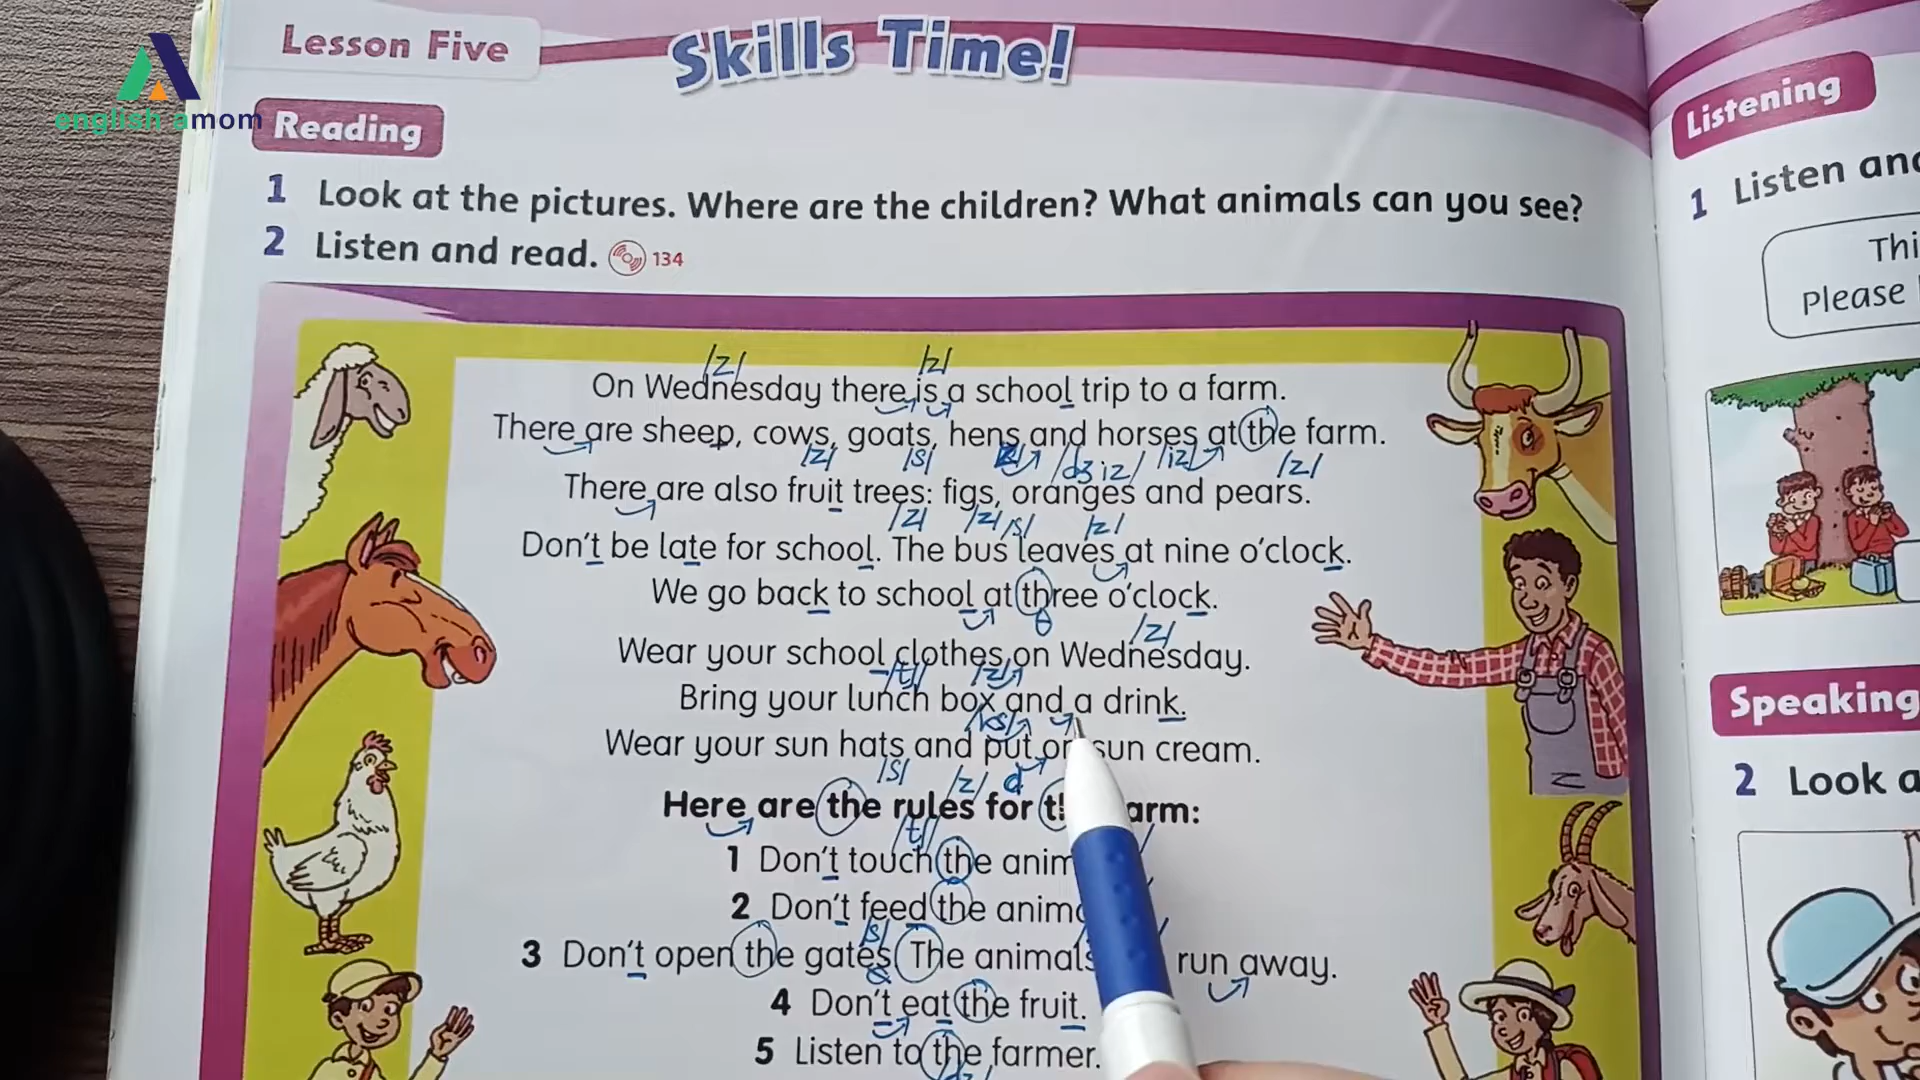 Lesson Five
Skills Time!
english amom
Reading
1 Look at the pictures. Where are the children? What animals can you see?
2 Listen and read. 134
/z/ /z/
On Wednesday there is a school trip to a farm.
There are sheep, cows, goats, hens and horses at the farm.
/z/ /s/ /dʒiz/ /iz/ /z/
There are also fruit trees: figs, oranges and pears.
/z/ /z/ /s/ /z/
Don't be late for school. The bus leaves at nine o'clock.
We go back to school at three o'clock.
θ /z/
Wear your school clothes on Wednesday.
/t/ /z/
Bring your lunch box and a drink.
/ks/
Wear your sun hats and put on sun cream.
/s/ /z/ d
Here are the rules for arm:
/t/
1 Don't touch the anim
2 Don't feed the anim
/s/
3 Don't open the gates The animals run away.
4 Don't eat the fruit.
5 Listen to the farmer.
Listening
1 Listen and
Thi
Please
Speaking
2 Look a